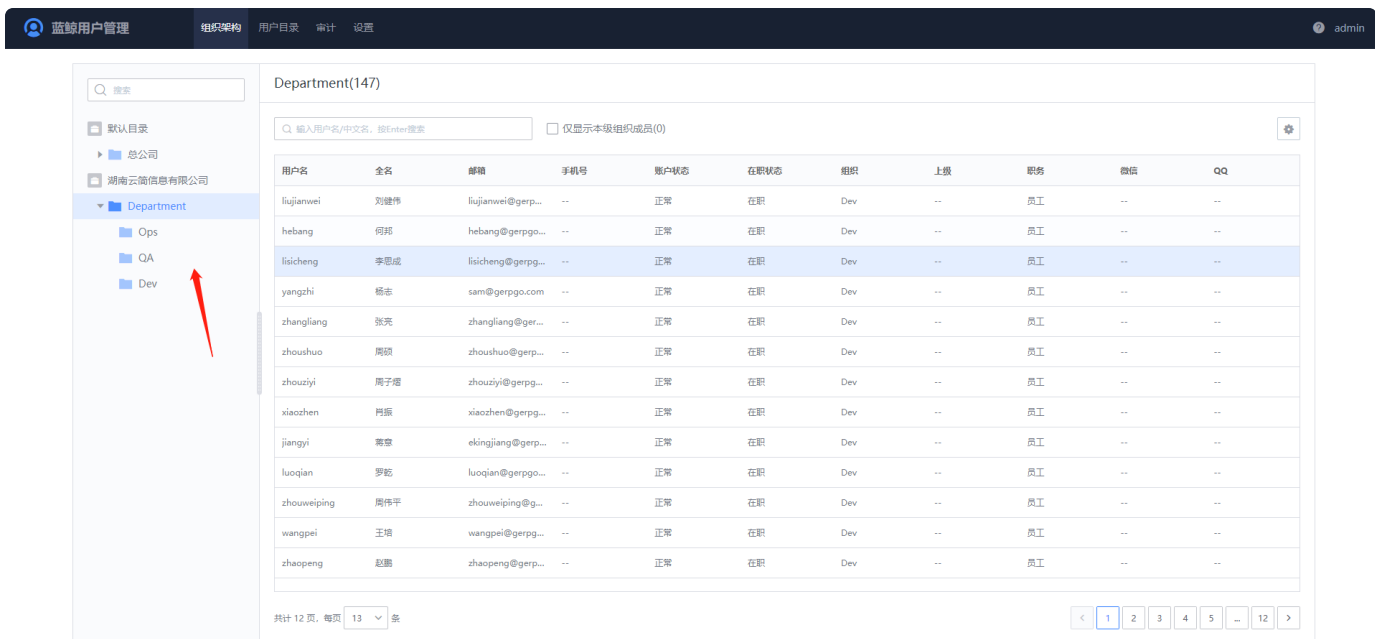 蓝鲸用户管理 组织架构 用户目录 审计 设置 ? admin
搜索
默认目录
总公司
湖南云简信息有限公司
Department
Ops
QA
Dev
Department(147)
输入用户名/中文名，按Enter搜索 仅显示本级组织成员(0)
用户名 全名 邮箱 手机号 账户状态 在职状态 组织 上级 职务 微信 QQ
liujianwei 刘健伟 liujianwei@gerp... -- 正常 在职 Dev -- 员工 -- --
hebang 何邦 hebang@gerpgo... -- 正常 在职 Dev -- 员工 -- --
lisicheng 李思成 lisicheng@gerpg... -- 正常 在职 Dev -- 员工 -- --
yangzhi 杨志 sam@gerpgo.com -- 正常 在职 Dev -- 员工 -- --
zhangliang 张亮 zhangliang@ger... -- 正常 在职 Dev -- 员工 -- --
zhoushuo 周硕 zhoushuo@gerp... -- 正常 在职 Dev -- 员工 -- --
zhouziyi 周子熠 zhouziyi@gerpg... -- 正常 在职 Dev -- 员工 -- --
xiaozhen 肖振 xiaozhen@gerpg... -- 正常 在职 Dev -- 员工 -- --
jiangyi ekingjiang@gerp... -- 正常 在职 Dev -- 员工 -- --
luoqian 罗乾 luoqian@gerpgo... -- 正常 在职 Dev -- 员工 -- --
zhouweiping 周伟平 zhouweiping@g... -- 正常 在职 Dev -- 员工 -- --
wangpei 王培 wangpei@gerpg... -- 正常 在职 Dev -- 员工 -- --
zhaopeng 赵鹏 zhaopeng@gerp... -- 正常 在职 Dev -- 员工 -- --
共计 12 页，每页 13 条 < 1 2 3 4 5 ... 12 >